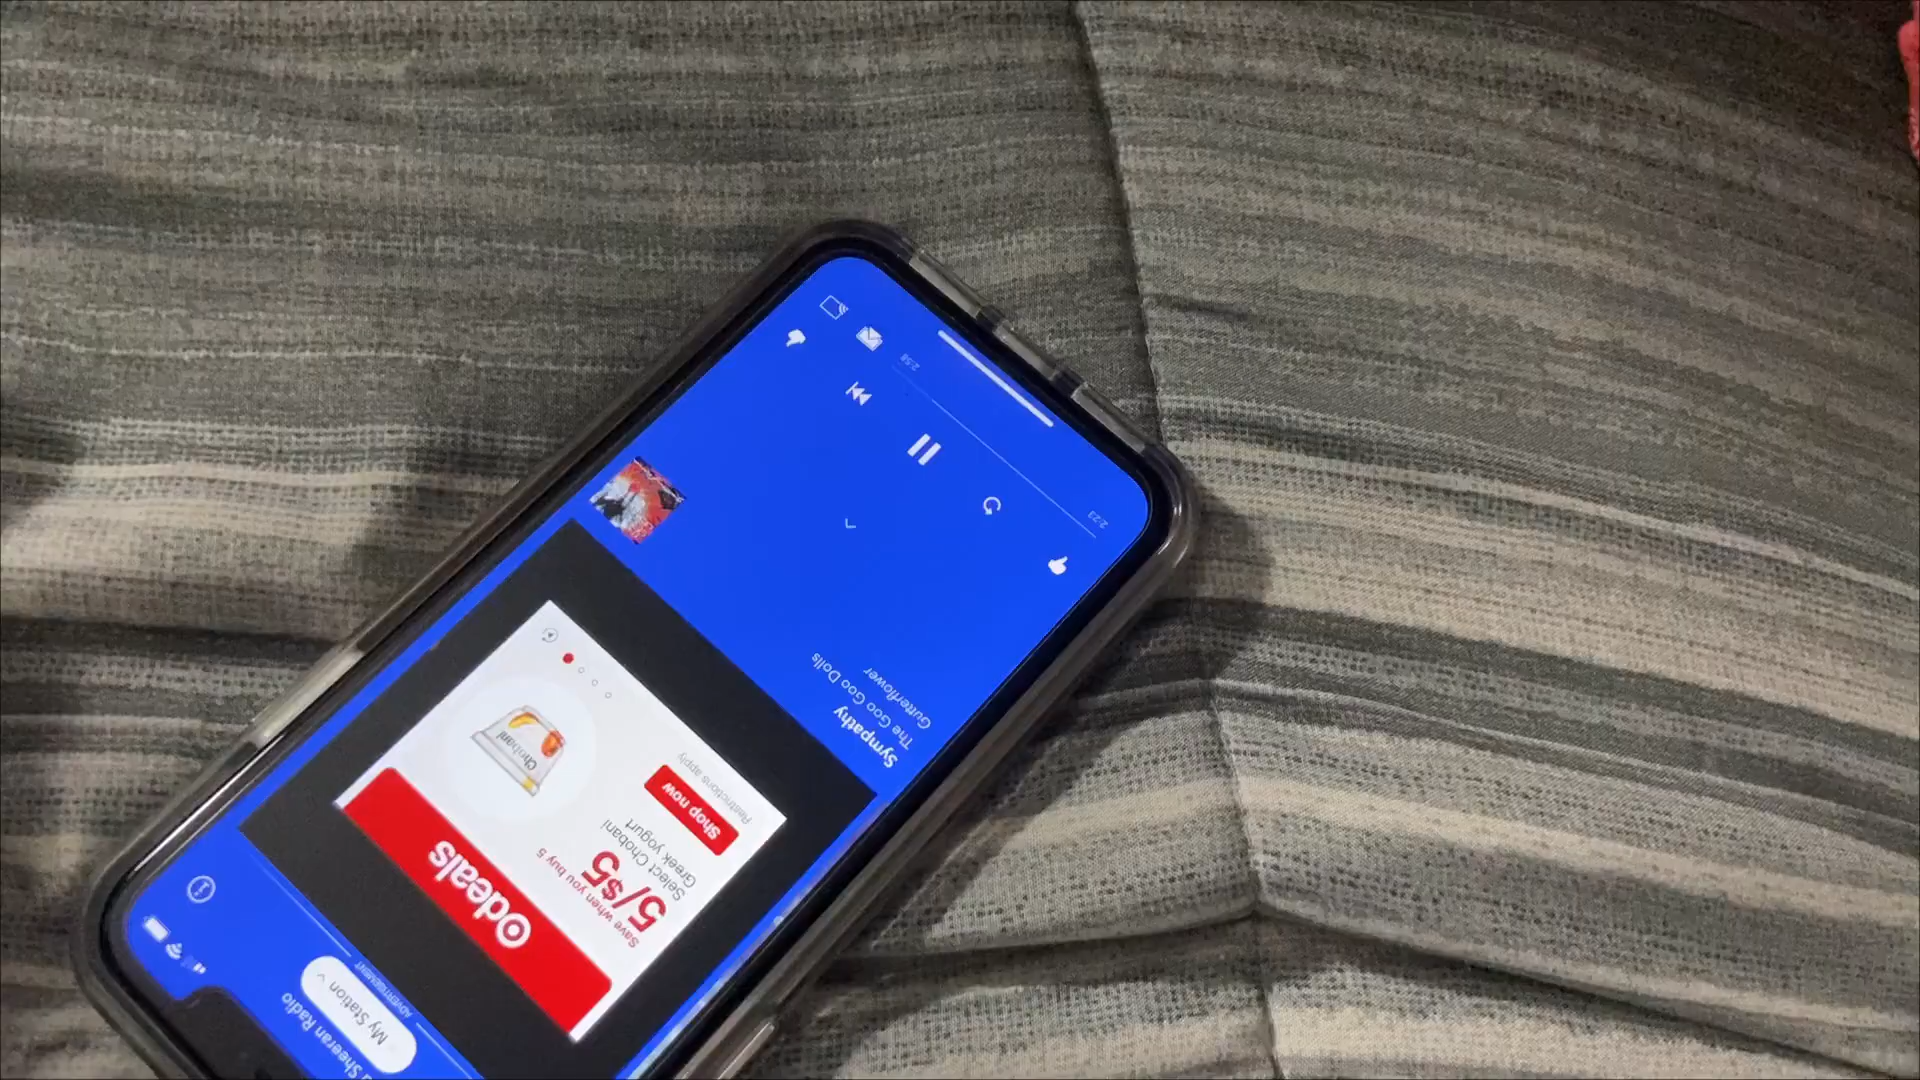 Sheeran Radio
My Station
ADVERTISEMENT
deals
Save when you buy 5
5/$5
Select Chobani
Greek yogurt
Shop now
Restrictions apply
Chobani
Sympathy
The Goo Goo Dolls
Gutterflower
2:23
2:58